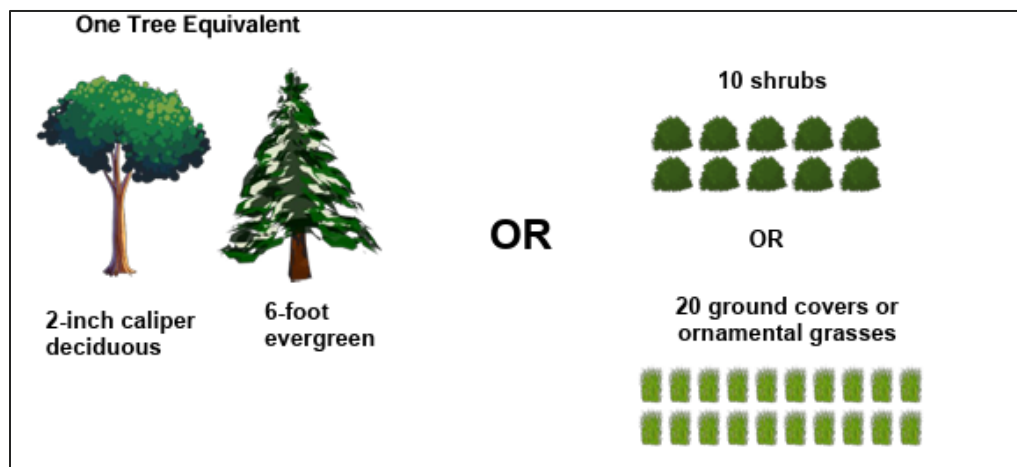 One Tree Equivalent
2-inch caliper
deciduous
6-foot
evergreen
OR
10 shrubs
OR
20 ground covers or
ornamental grasses